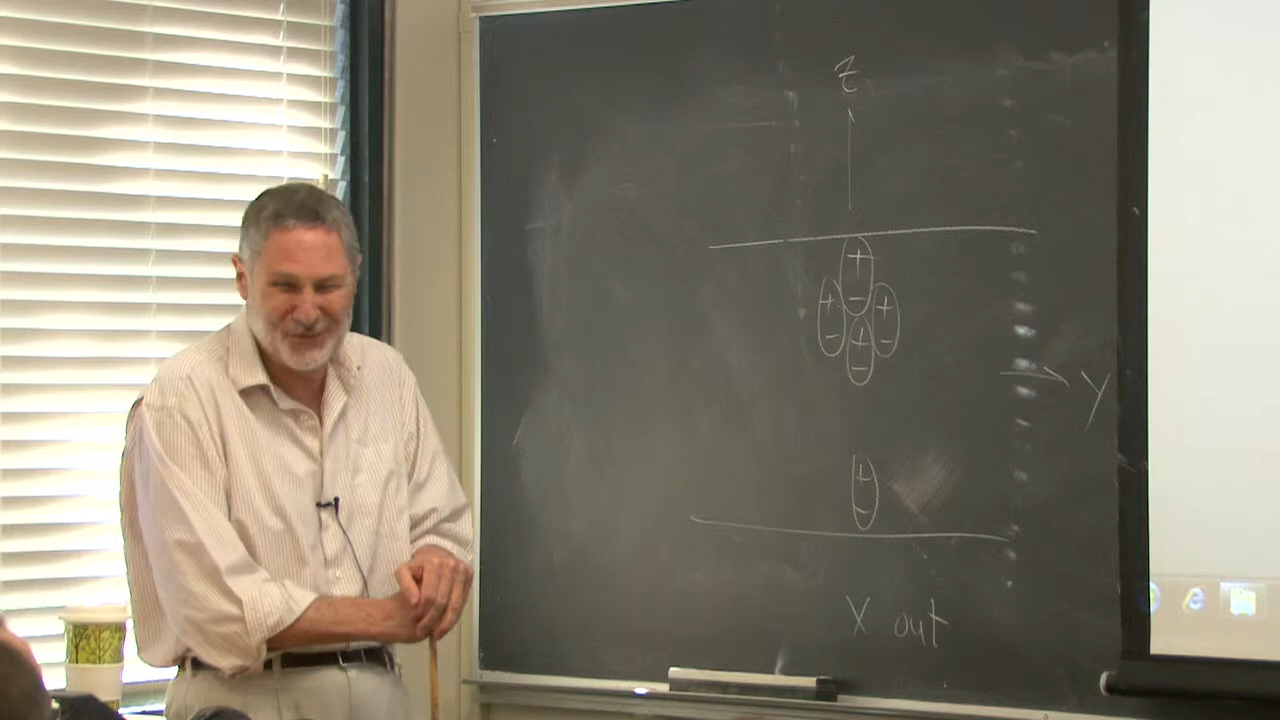 z
+
−
+ +
− −
+
−
y
+
−
x out